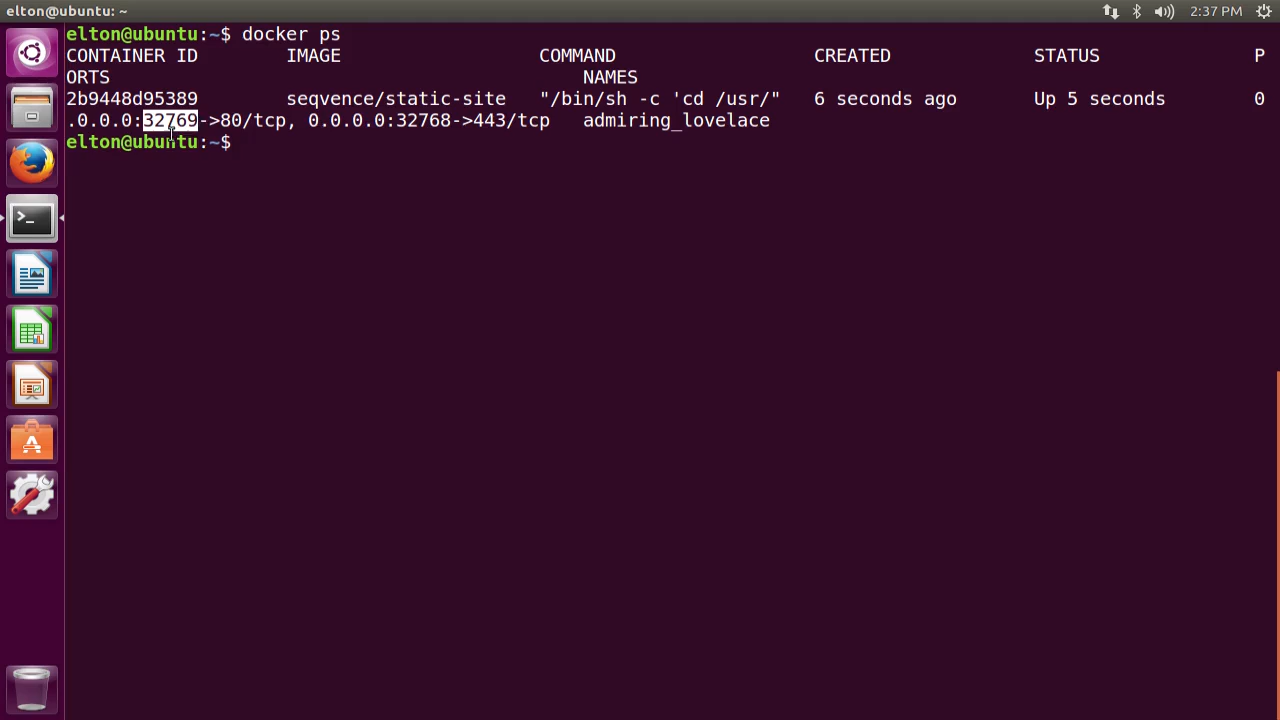 elton@ubuntu: ~
2:37 PM
elton@ubuntu:~$ docker ps
CONTAINER ID        IMAGE                  COMMAND                  CREATED             STATUS              P
ORTS                                           NAMES
2b9448d95389        seqvence/static-site   "/bin/sh -c 'cd /usr/"   6 seconds ago       Up 5 seconds        0
.0.0.0:32769->80/tcp, 0.0.0.0:32768->443/tcp   admiring_lovelace
elton@ubuntu:~$